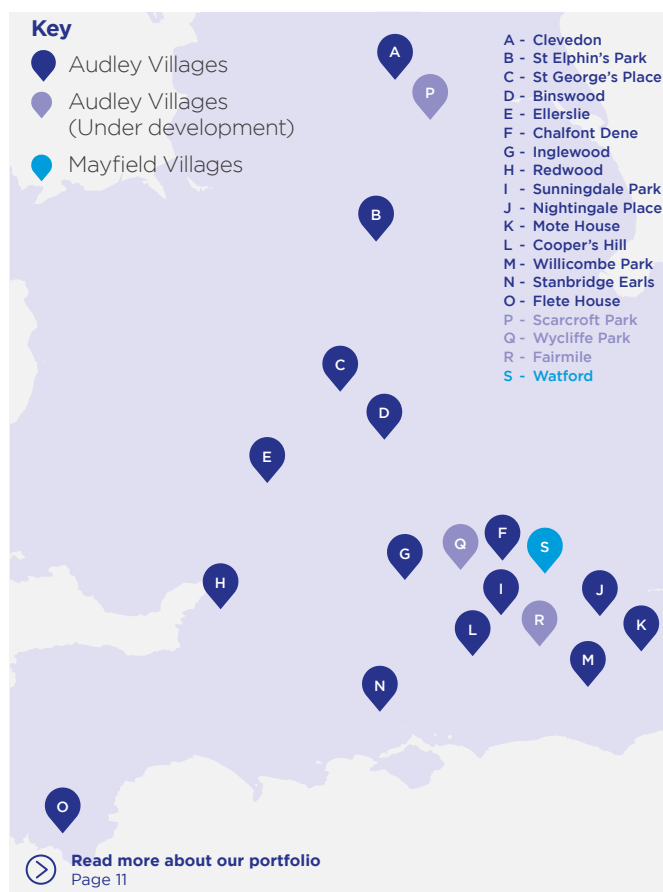 Key
Audley Villages
Audley Villages
(Under development)
Mayfield Villages
A - Clevedon
B - St Elphin's Park
C - St George's Place
D - Binswood
E - Ellerslie
F - Chalfont Dene
G - Inglewood
H - Redwood
I - Sunningdale Park
J - Nightingale Place
K - Mote House
L - Cooper's Hill
M - Willicombe Park
N - Stanbridge Earls
O - Flete House
P - Scarcroft Park
Q - Wycliffe Park
R - Fairmile
S - Watford
A
P
B
C
D
E
F
Q
S
G
H
I
J
R
K
L
M
N
O
Read more about our portfolio
Page 11